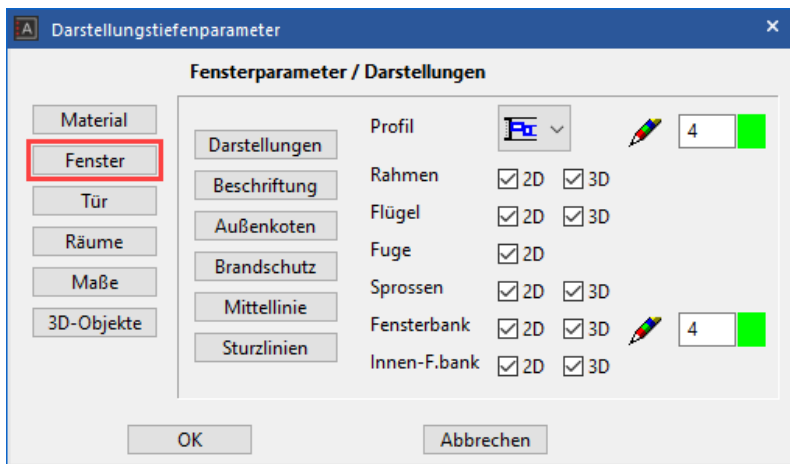 A Darstellungstiefenparameter
Fensterparameter / Darstellungen
Material
Fenster
Tür
Räume
Maße
3D-Objekte
Darstellungen
Beschriftung
Außenkoten
Brandschutz
Mittellinie
Sturzlinien
Profil 4
Rahmen 2D 3D
Flügel 2D 3D
Fuge 2D
Sprossen 2D 3D
Fensterbank 2D 3D 4
Innen-F.bank 2D 3D
OK Abbrechen